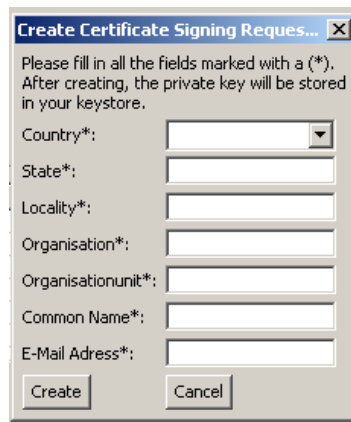 Create Certificate Signing Reques...
Please fill in all the fields marked with a (*).
After creating, the private key will be stored
in your keystore.
Country*:
State*:
Locality*:
Organisation*:
Organisationunit*:
Common Name*:
E-Mail Adress*:
Create Cancel